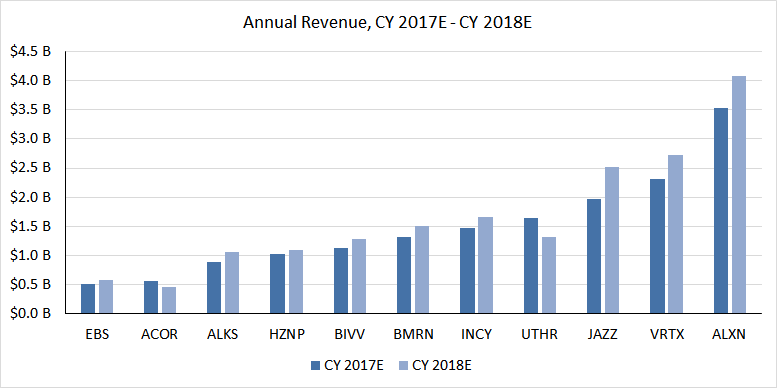 Annual Revenue, CY 2017E - CY 2018E
$4.5 B
$4.0 B
$3.5 B
$3.0 B
$2.5 B
$2.0 B
$1.5 B
$1.0 B
$0.5 B
$0.0 B
EBS ACOR ALKS HZNP BIVV BMRN INCY UTHR JAZZ VRTX ALXN
CY 2017E CY 2018E